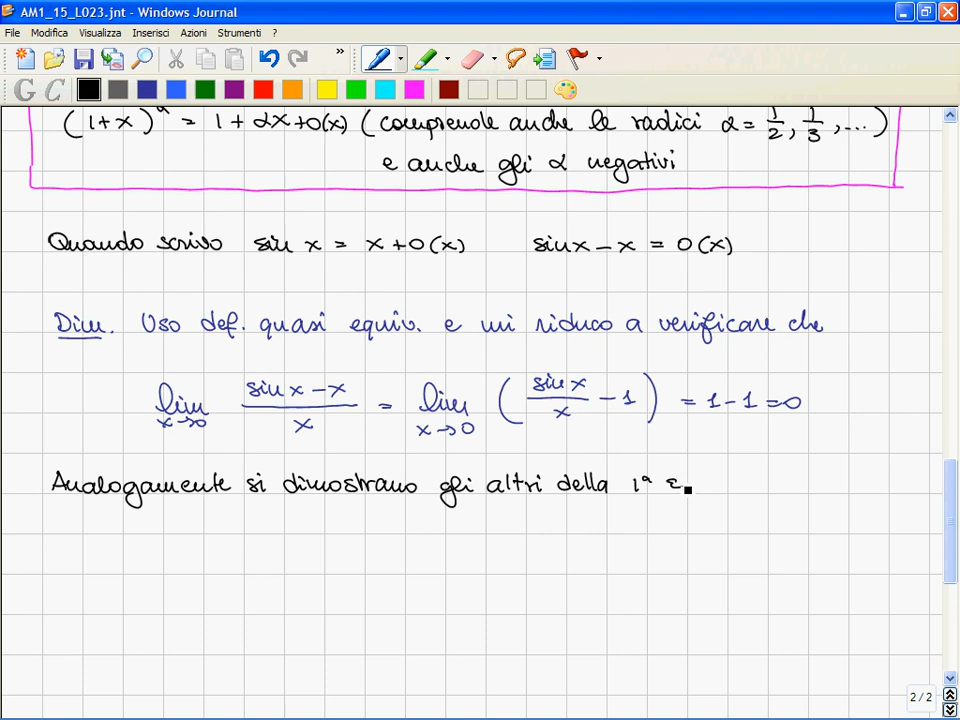 AM1_15_L023.jnt - Windows Journal
File Modifica Visualizza Inserisci Azioni Strumenti ?
G C
(1+x)^α = 1 + αx + o(x) (comprende anche le radici α = 1/2, 1/3, ...)
e anche gli α negativi
Quando scrivo sin x = x + o(x) sin x - x = o(x)
Dim. Uso def. quasi equiv. e mi riduco a verificare che
lim x→0 (sin x - x)/x = lim x→0 (sin x/x - 1) = 1 - 1 = 0
Analogamente si dimostrano gli altri della 1ª
2 / 2